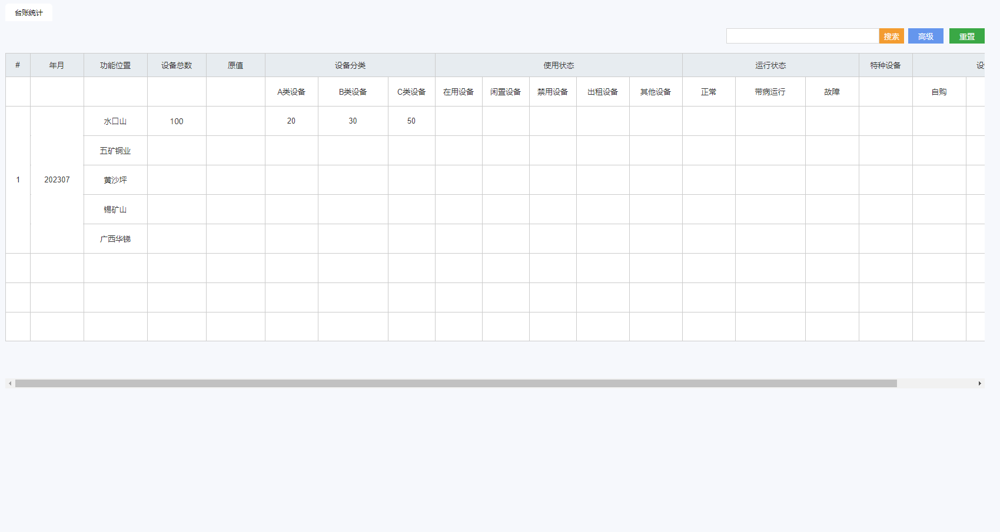 台账统计
搜索 高级 重置
# 年月 功能位置 设备总数 原值 设备分类 使用状态 运行状态 特种设备 设
A类设备 B类设备 C类设备 在用设备 闲置设备 禁用设备 出租设备 其他设备 正常 带病运行 故障 自购
水口山 100 20 30 50
五矿铜业
1 202307 黄沙坪
锡矿山
广西华锑